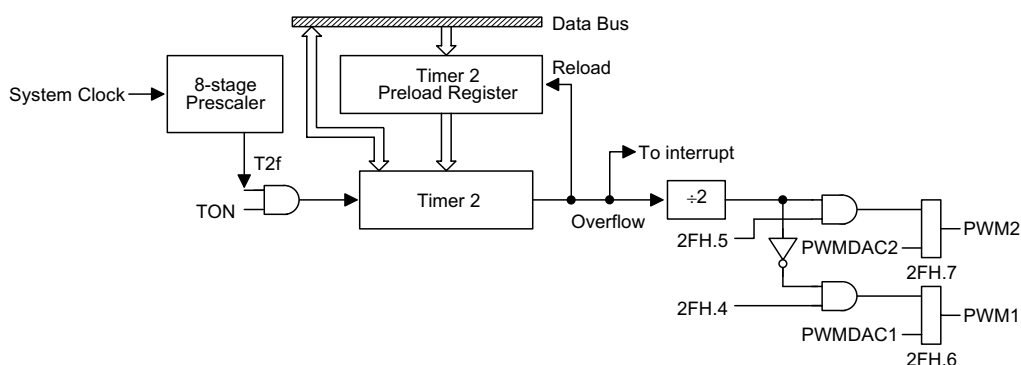 Data Bus
8-stage
Prescaler
System Clock
Timer 2
Preload Register
Reload
T2f
TON
Timer 2
To interrupt
Overflow
÷2
2FH.5
PWMDAC2
PWM2
2FH.7
2FH.4
PWMDAC1
PWM1
2FH.6